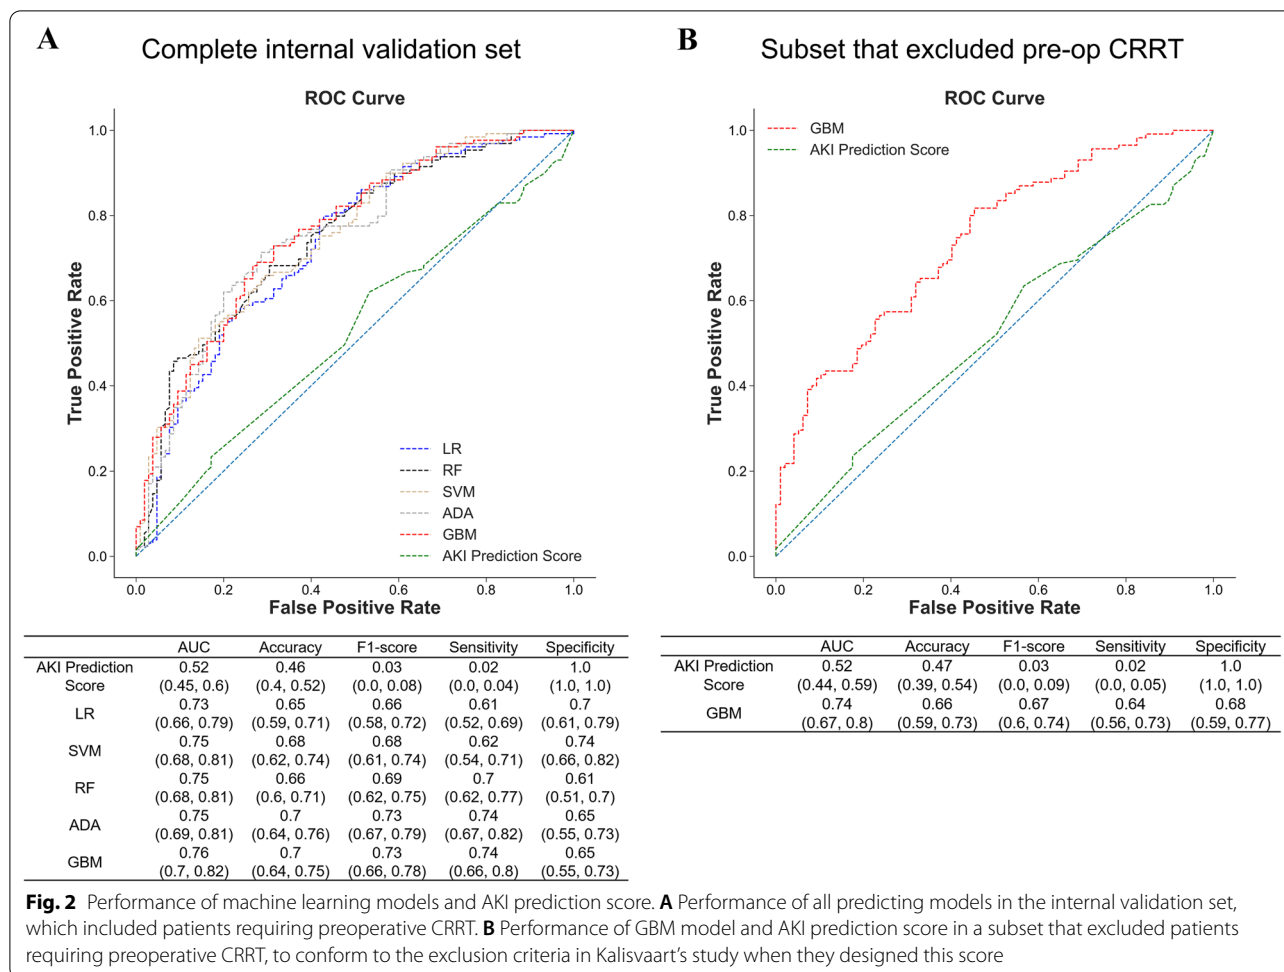 A
Complete internal validation set
ROC Curve
1.0
0.8
0.6
0.4
0.2
0.0
True Positive Rate
LR
RF
SVM
ADA
GBM
AKI Prediction Score
0.0 0.2 0.4 0.6 0.8 1.0
False Positive Rate
AUC Accuracy F1-score Sensitivity Specificity
AKI Prediction 0.52 0.46 0.03 0.02 1.0
Score (0.45, 0.6) (0.4, 0.52) (0.0, 0.08) (0.0, 0.04) (1.0, 1.0)
LR 0.73 0.65 0.66 0.61 0.7
(0.66, 0.79) (0.59, 0.71) (0.58, 0.72) (0.52, 0.69) (0.61, 0.79)
SVM 0.75 0.68 0.68 0.62 0.74
(0.68, 0.81) (0.62, 0.74) (0.61, 0.74) (0.54, 0.71) (0.66, 0.82)
RF 0.75 0.66 0.69 0.7 0.61
(0.68, 0.81) (0.6, 0.71) (0.62, 0.75) (0.62, 0.77) (0.51, 0.7)
ADA 0.75 0.7 0.73 0.74 0.65
(0.69, 0.81) (0.64, 0.76) (0.67, 0.79) (0.67, 0.82) (0.55, 0.73)
GBM 0.76 0.7 0.73 0.74 0.65
(0.7, 0.82) (0.64, 0.75) (0.66, 0.78) (0.66, 0.8) (0.55, 0.73)
B
Subset that excluded pre-op CRRT
ROC Curve
1.0
0.8
0.6
0.4
0.2
0.0
True Positive Rate
GBM
AKI Prediction Score
0.0 0.2 0.4 0.6 0.8 1.0
False Positive Rate
AUC Accuracy F1-score Sensitivity Specificity
AKI Prediction 0.52 0.47 0.03 0.02 1.0
Score (0.44, 0.59) (0.39, 0.54) (0.0, 0.09) (0.0, 0.05) (1.0, 1.0)
GBM 0.74 0.66 0.67 0.64 0.68
(0.67, 0.8) (0.59, 0.73) (0.6, 0.74) (0.56, 0.73) (0.59, 0.77)
Fig. 2 Performance of machine learning models and AKI prediction score. A Performance of all predicting models in the internal validation set,
which included patients requiring preoperative CRRT. B Performance of GBM model and AKI prediction score in a subset that excluded patients
requiring preoperative CRRT, to conform to the exclusion criteria in Kalisvaart's study when they designed this score